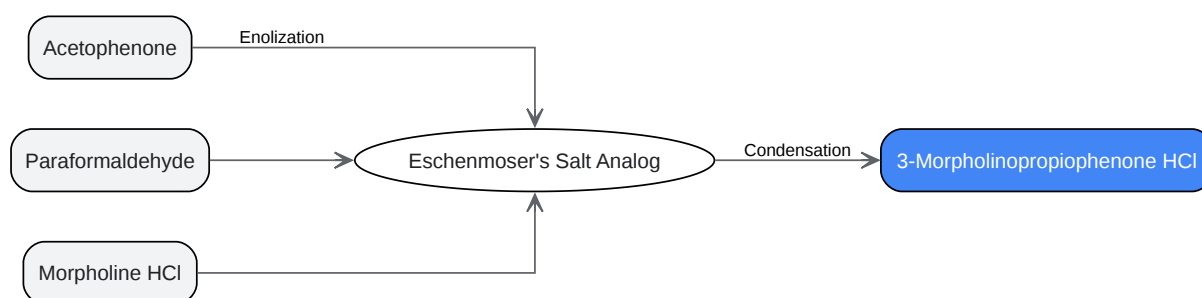 Acetophenone
Enolization
Paraformaldehyde
Eschenmoser's Salt Analog
Condensation
3-Morpholinopropiophenone HCl
Morpholine HCl